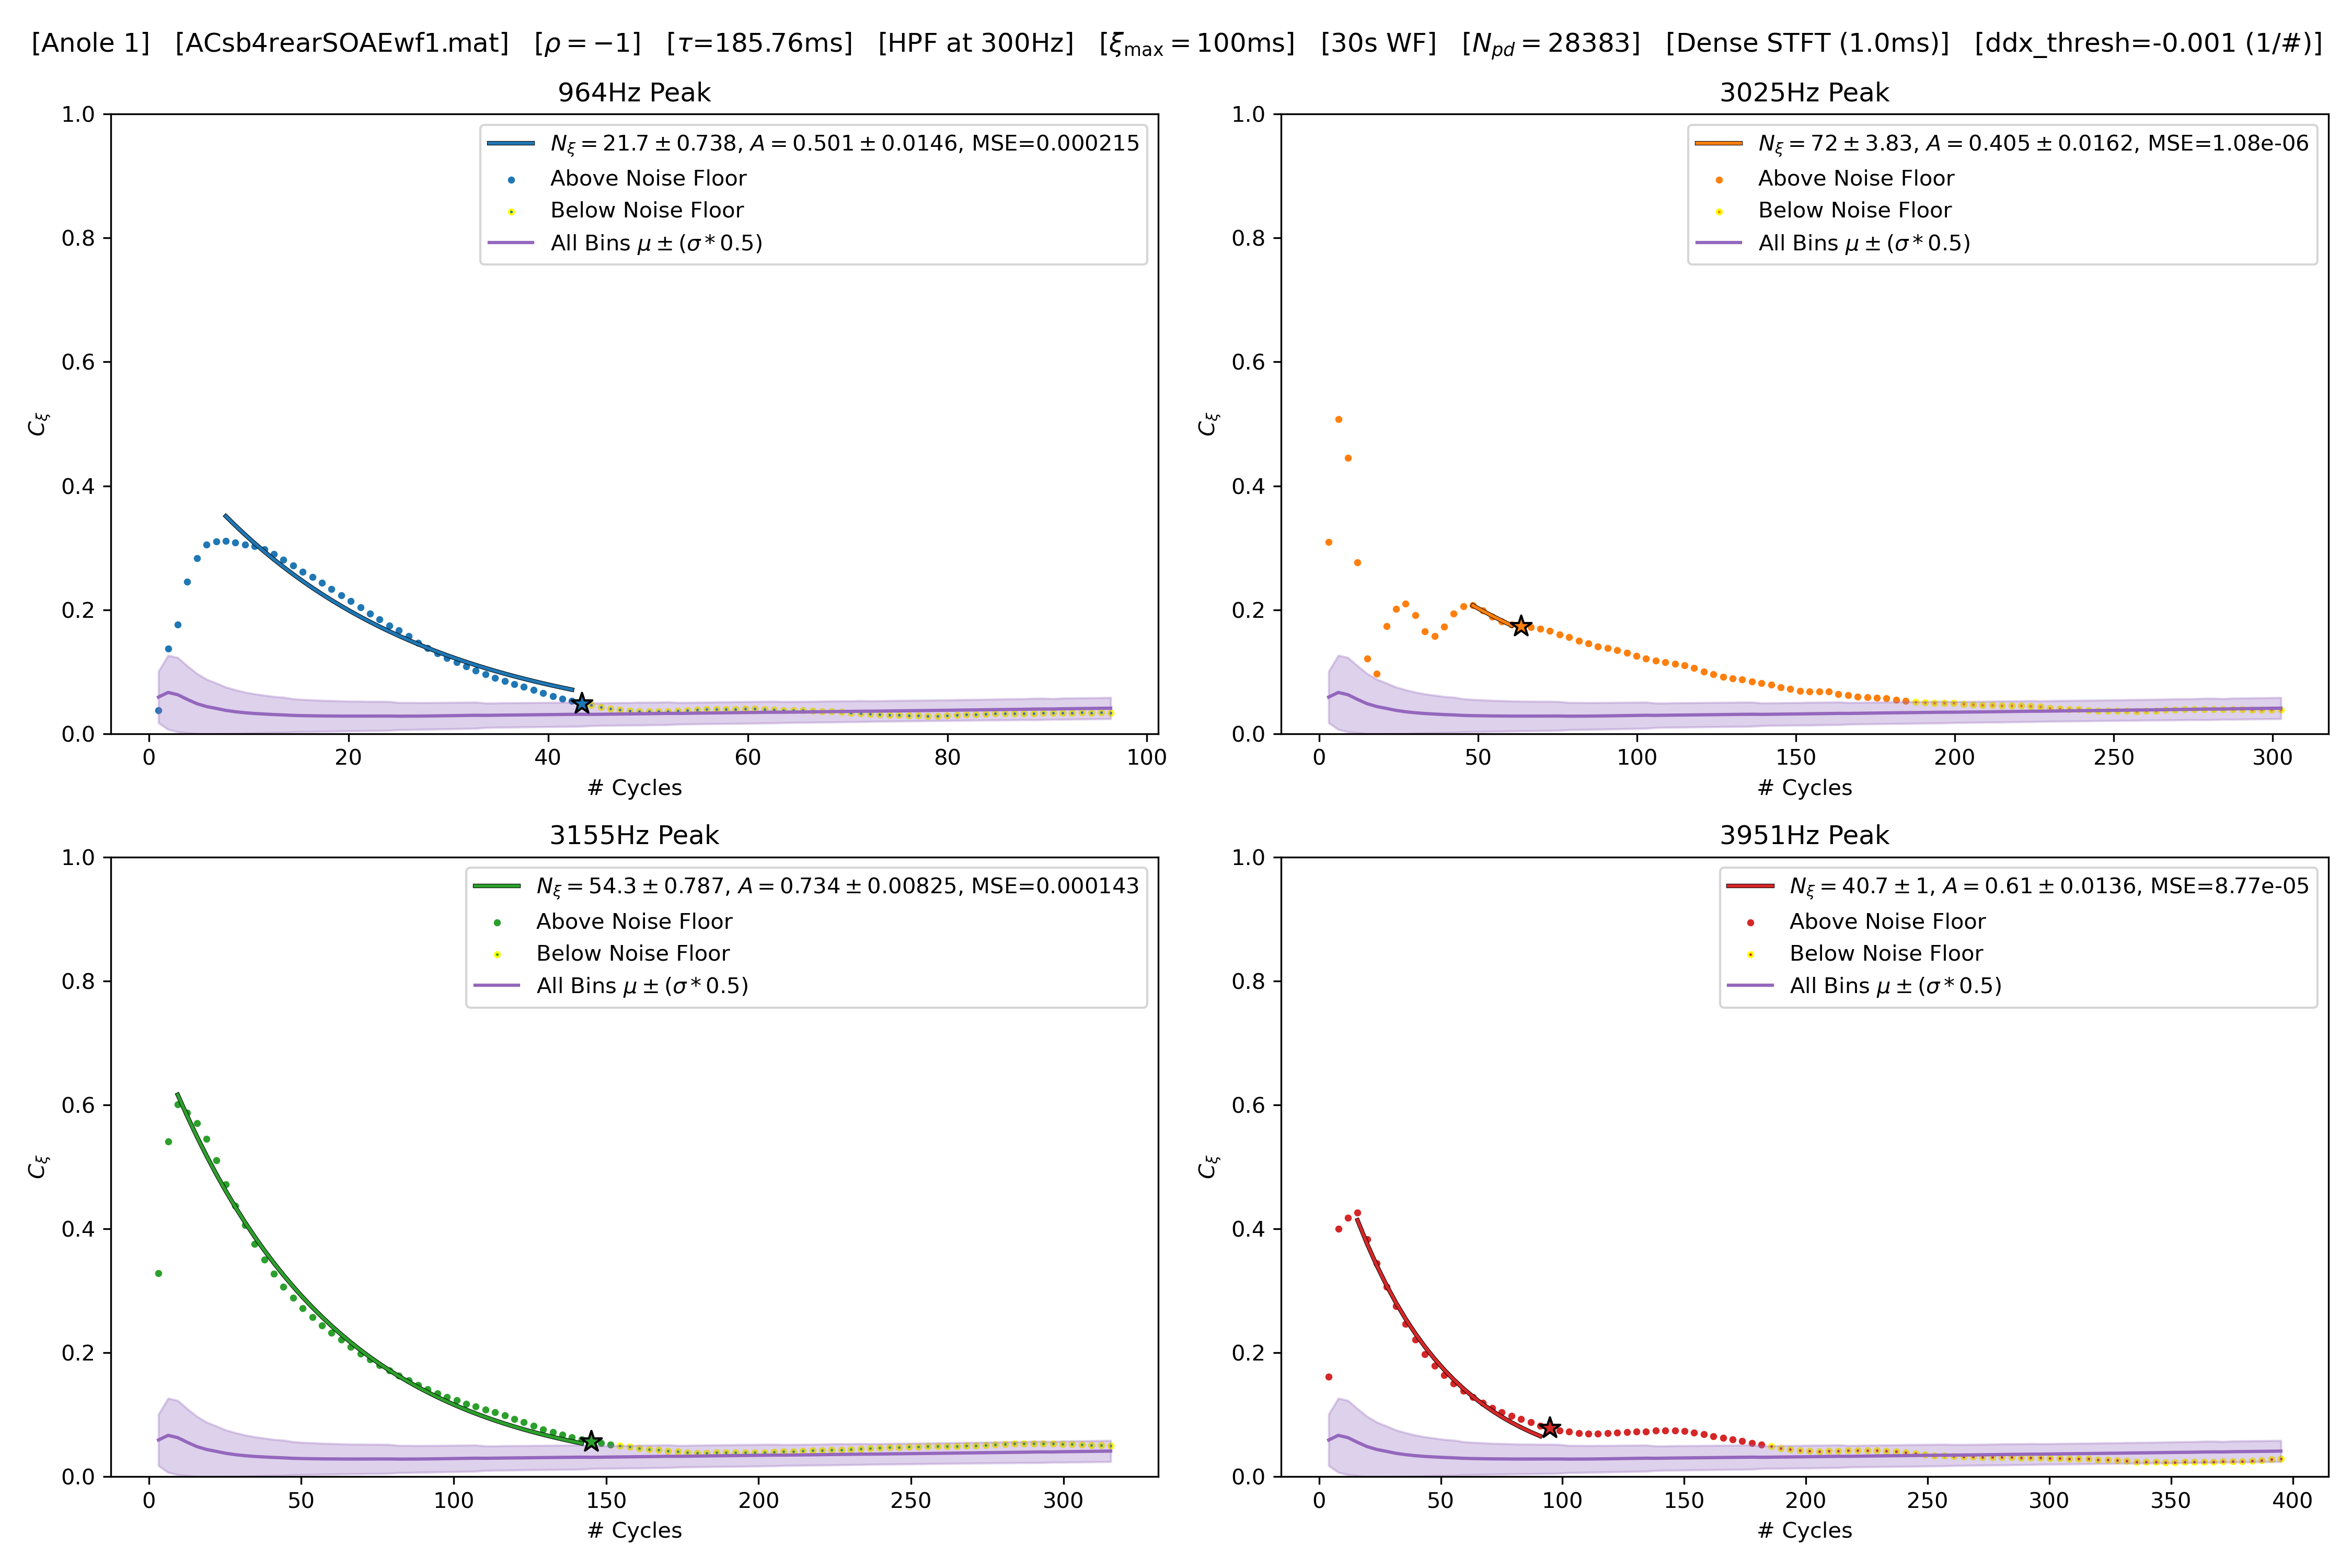 [Anole 1] [ACsb4rearSOAEwf1.mat] [ρ = −1] [τ=185.76ms] [HPF at 300Hz] [ξmax = 100ms] [30s WF] [Npd = 28383] [Dense STFT (1.0ms)] [ddx_thresh=-0.001 (1/#)]
964Hz Peak
Nξ = 21.7 ± 0.738, A = 0.501 ± 0.0146, MSE=0.000215
Above Noise Floor
Below Noise Floor
All Bins μ ± (σ * 0.5)
1.0
0.8
0.6
0.4
0.2
0.0
Cξ
0 20 40 60 80 100
# Cycles
3025Hz Peak
Nξ = 72 ± 3.83, A = 0.405 ± 0.0162, MSE=1.08e-06
Above Noise Floor
Below Noise Floor
All Bins μ ± (σ * 0.5)
1.0
0.8
0.6
0.4
0.2
0.0
Cξ
0 50 100 150 200 250 300
# Cycles
3155Hz Peak
Nξ = 54.3 ± 0.787, A = 0.734 ± 0.00825, MSE=0.000143
Above Noise Floor
Below Noise Floor
All Bins μ ± (σ * 0.5)
1.0
0.8
0.6
0.4
0.2
0.0
Cξ
0 50 100 150 200 250 300
# Cycles
3951Hz Peak
Nξ = 40.7 ± 1, A = 0.61 ± 0.0136, MSE=8.77e-05
Above Noise Floor
Below Noise Floor
All Bins μ ± (σ * 0.5)
1.0
0.8
0.6
0.4
0.2
0.0
Cξ
0 50 100 150 200 250 300 350 400
# Cycles